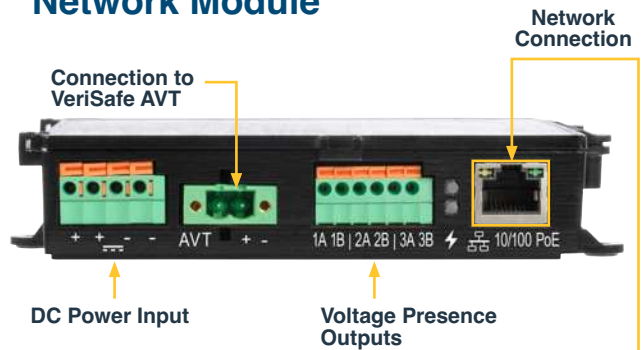 Network Module
Network
Connection
Connection to
VeriSafe AVT
+ + - -
AVT + -
1A 1B | 2A 2B | 3A 3B
10/100 PoE
DC Power Input
Voltage Presence
Outputs